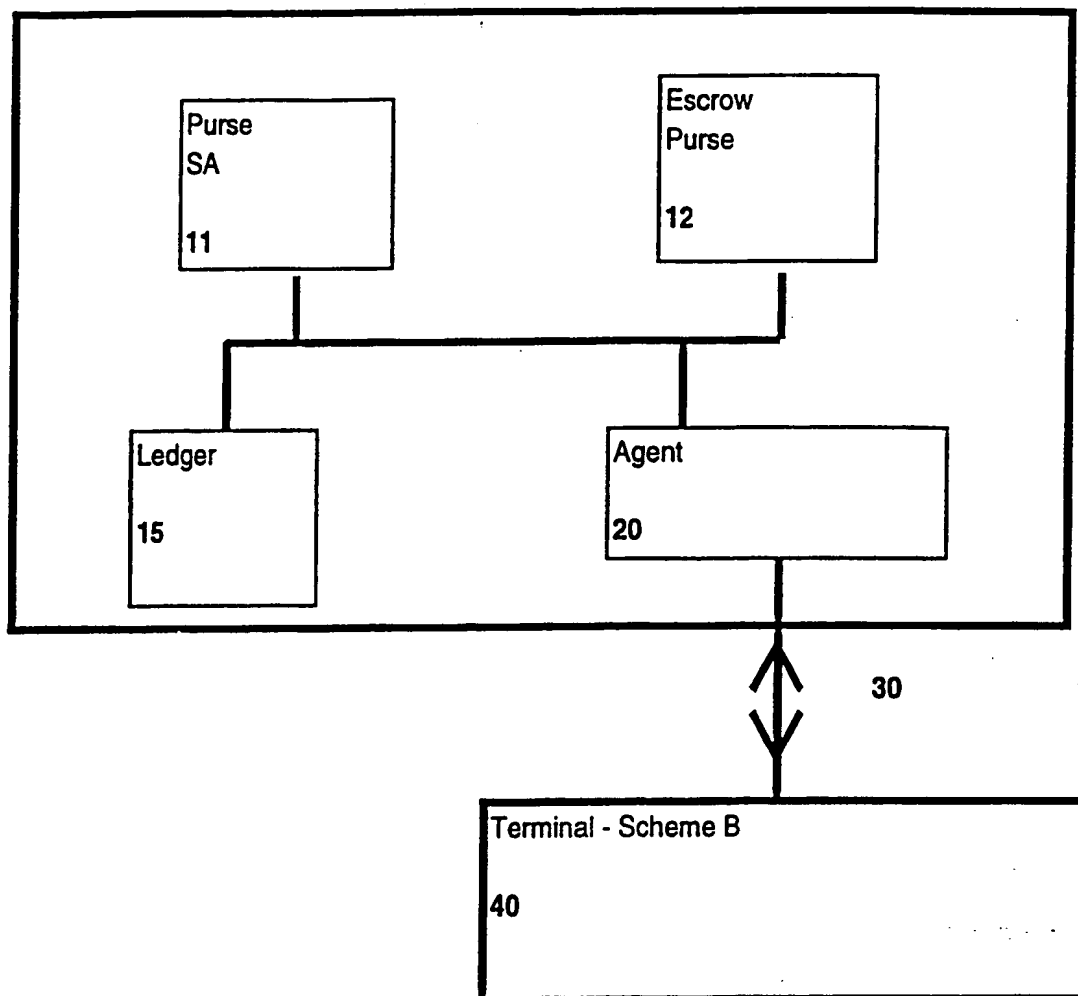 Purse
SA
11
Escrow
Purse
12
Ledger
15
Agent
20
30
Terminal - Scheme B
40